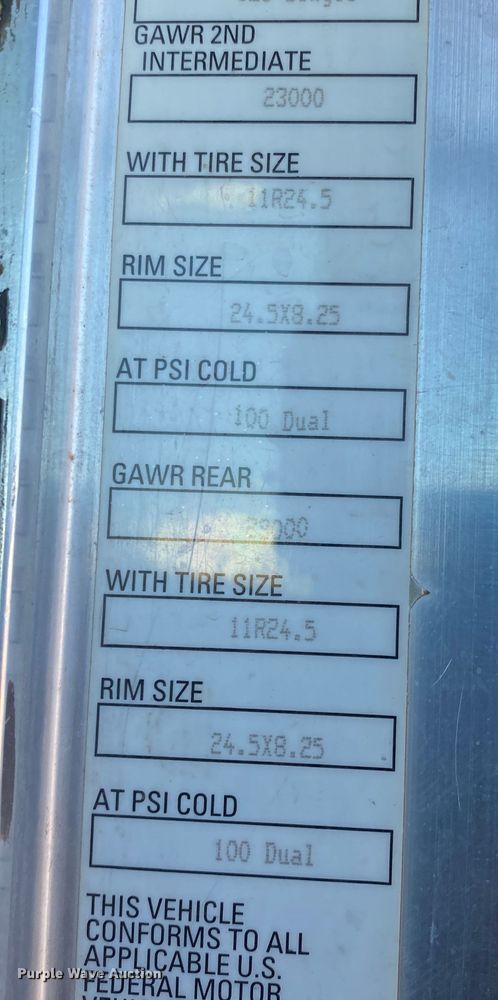 GAWR 2ND
INTERMEDIATE
23000
WITH TIRE SIZE
11R24.5
RIM SIZE
24.5X8.25
AT PSI COLD
100 Dual
GAWR REAR
WITH TIRE SIZE
11R24.5
RIM SIZE
24.5X8.25
AT PSI COLD
100 Dual
THIS VEHICLE
CONFORMS TO ALL
APPLICABLE U.S.
FEDERAL MOTOR
Purple Wave Auction